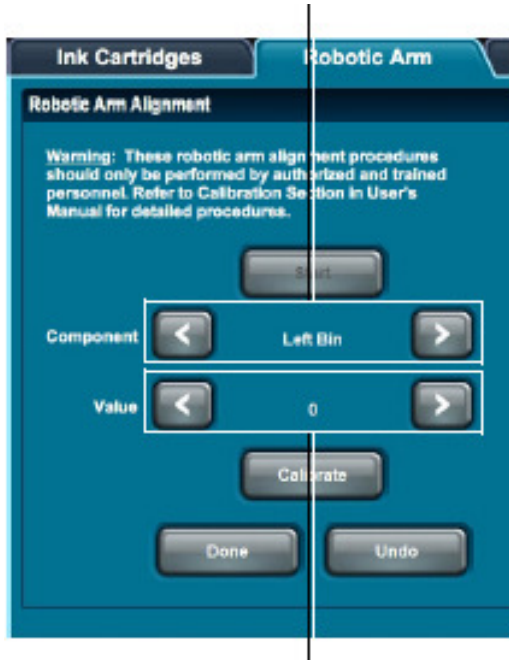 Ink Cartridges
Robotic Arm
Robotic Arm Alignment
Warning: These robotic arm alignment procedures
should only be performed by authorized and trained
personnel. Refer to Calibration Section in User's
Manual for detailed procedures.
Start
Component < Left Bin >
Value < 0 >
Calibrate
Done
Undo